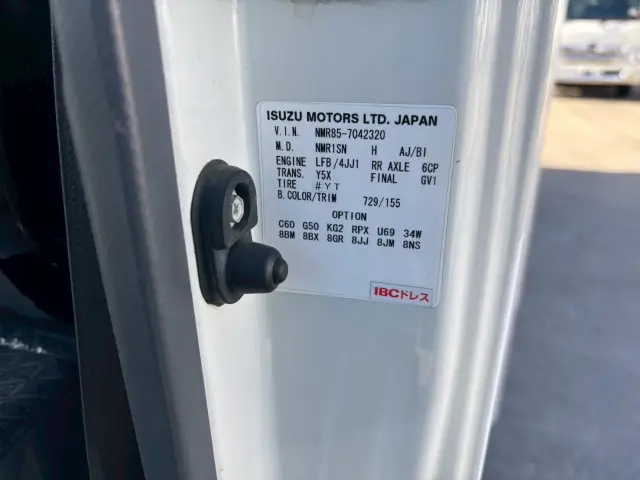 ISUZU MOTORS LTD. JAPAN
V.I.N. NMR85-7042320
M.D. NMR1SN H AJ/BI
ENGINE LFB/4JJ1 RR AXLE 6CP
TRANS. Y5X FINAL GV1
TIRE #YT
B.COLOR/TRIM 729/155
OPTION
C60 G50 KG2 RPX U69 34W
8BM 8BX 8GR 8JJ 8JM 8NS
IBCドレス